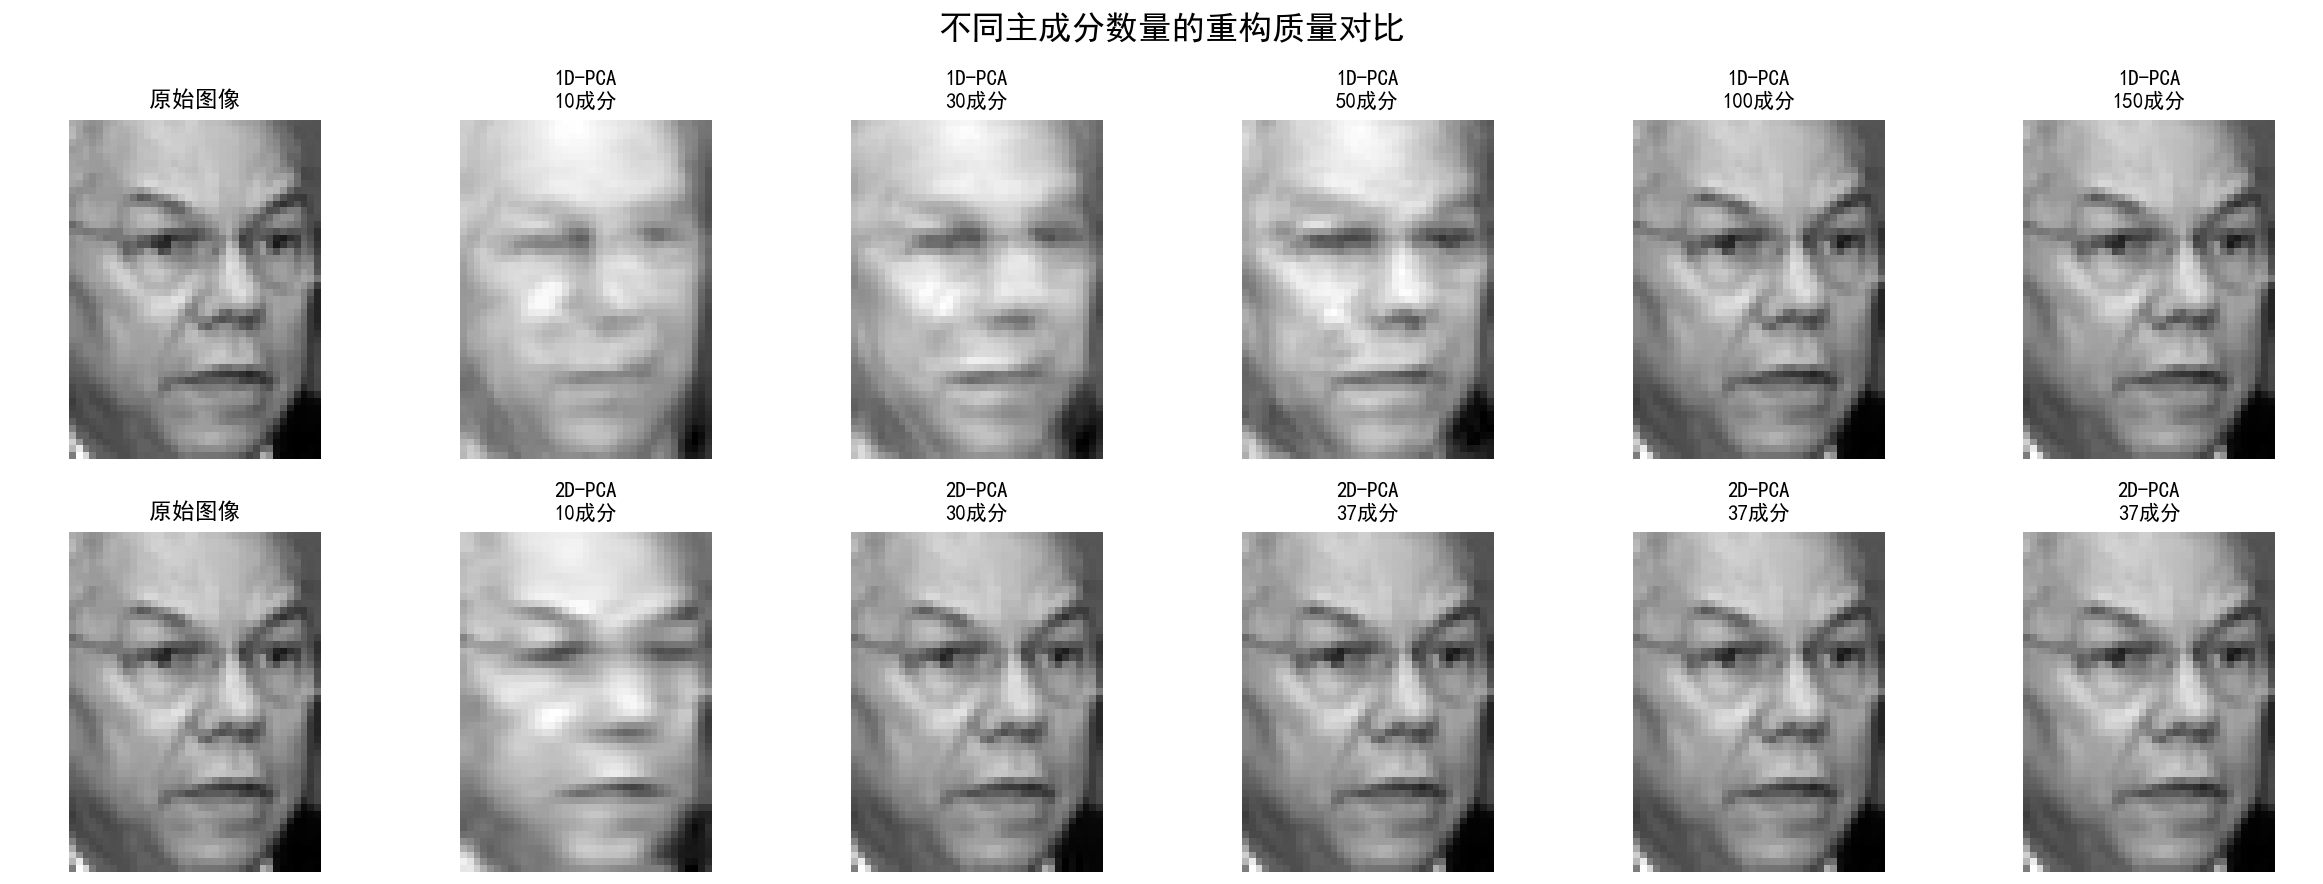 不同主成分数量的重构质量对比
原始图像
1D-PCA
10成分
1D-PCA
30成分
1D-PCA
50成分
1D-PCA
100成分
1D-PCA
150成分
原始图像
2D-PCA
10成分
2D-PCA
30成分
2D-PCA
37成分
2D-PCA
37成分
2D-PCA
37成分